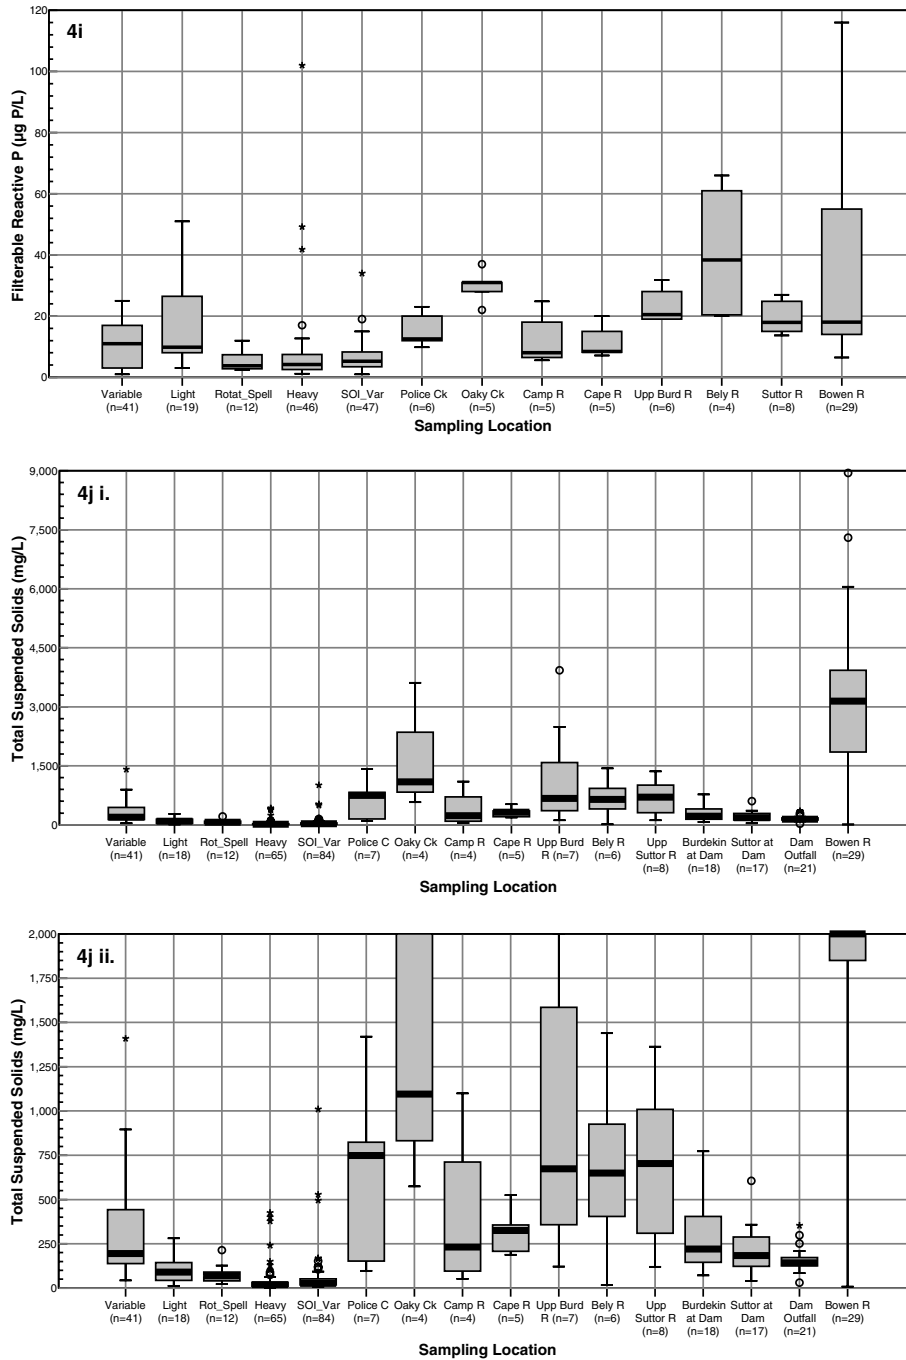 4i
Filterable Reactive P (µg P/L)
120
100
80
60
40
20
0
Variable Light Rotat_Spell Heavy SOI_Var Police Ck Oaky Ck Camp R Cape R Upp Burd R Bely R Suttor R Bowen R
(n=41) (n=19) (n=12) (n=46) (n=47) (n=6) (n=5) (n=5) (n=5) (n=6) (n=4) (n=8) (n=29)
Sampling Location
4j i.
Total Suspended Solids (mg/L)
9,000
7,500
6,000
4,500
3,000
1,500
0
Variable Light Rot_Spell Heavy SOI_Var Police C Oaky Ck Camp R Cape R Upp Burd Bely R Upp Burdekin Suttor at Dam Bowen R
(n=41) (n=18) (n=12) (n=65) (n=84) (n=7) (n=4) (n=4) (n=5) R (n=7) (n=6) Suttor R at Dam Dam Outfall (n=29)
(n=8) (n=18) (n=17) (n=21)
Sampling Location
4j ii.
Total Suspended Solids (mg/L)
2,000
1,750
1,500
1,250
1,000
750
500
250
0
Variable Light Rot_Spell Heavy SOI_Var Police C Oaky Ck Camp R Cape R Upp Burd Bely R Upp Burdekin Suttor at Dam Bowen R
(n=41) (n=18) (n=12) (n=65) (n=84) (n=7) (n=4) (n=4) (n=5) R (n=7) (n=6) Suttor R at Dam Dam Outfall (n=29)
(n=8) (n=18) (n=17) (n=21)
Sampling Location